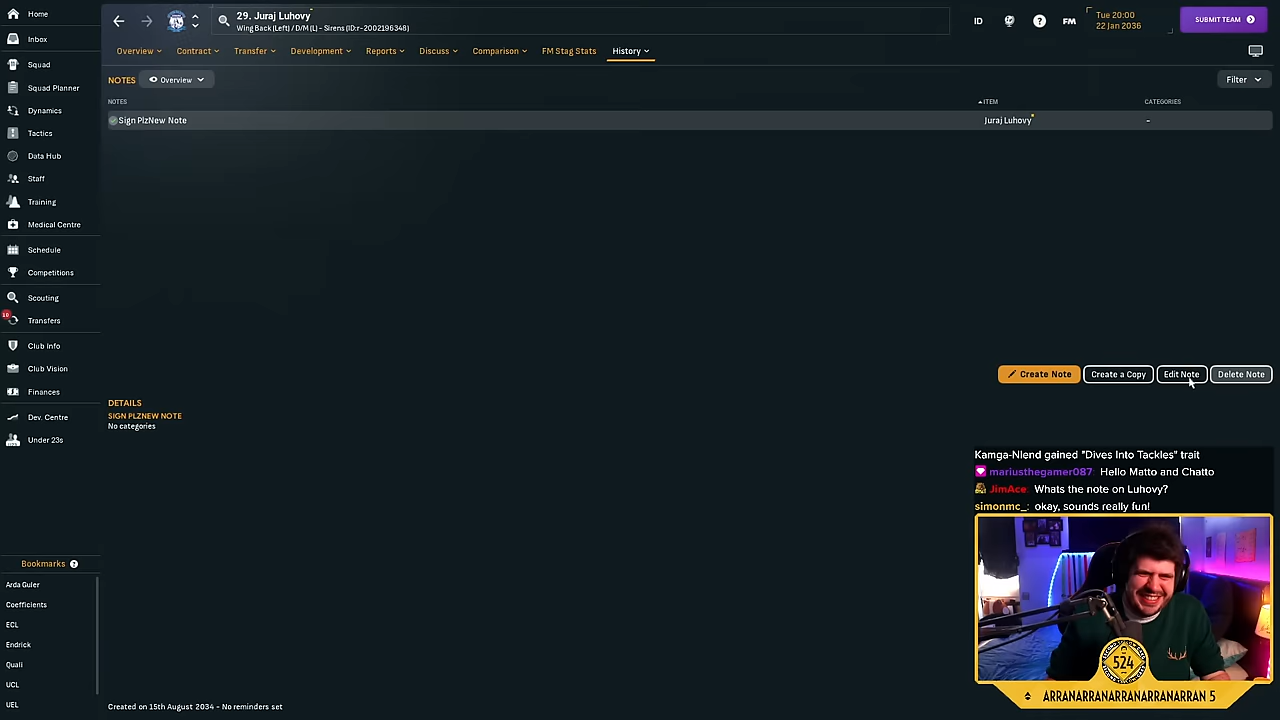 Home
Inbox
Squad
Squad Planner
Dynamics
Tactics
Data Hub
Staff
Training
Medical Centre
Schedule
Competitions
Scouting
10
Transfers
Club Info
Club Vision
Finances
Dev. Centre
Under 23s
Bookmarks ?
Arda Guler
Coefficients
ECL
Endrick
Quali
UCL
UEL
29. Juraj Luhovy
Wing Back (Left) / D/M (L) - Sirens (ID:r-2002196348)
ID ? FM
Tue 20:00
22 Jan 2036
SUBMIT TEAM
Overview Contract Transfer Development Reports Discuss Comparison FM Stag Stats History
NOTES Overview Filter
NOTES ITEM CATEGORIES
Sign PlzNew Note Juraj Luhovy -
Create Note Create a Copy Edit Note Delete Note
DETAILS
SIGN PLZNEW NOTE
No categories
Kamga-Nlend gained "Dives Into Tackles" trait
mariusthegamer087: Hello Matto and Chatto
JimAce: Whats the note on Luhovy?
simonmc_: okay, sounds really fun!
524
ARRANARRANARRANARRANARRAN 5
Created on 15th August 2034 - No reminders set